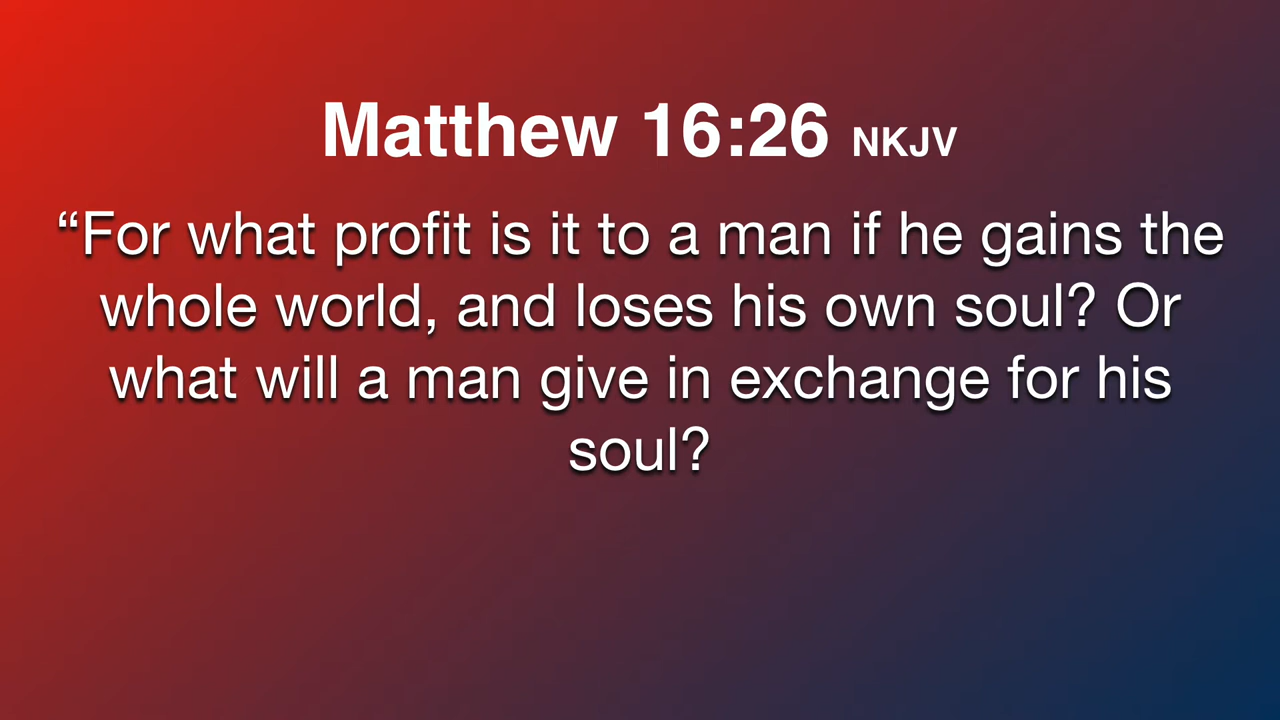 Matthew 16:26 NKJV
“For what profit is it to a man if he gains the
whole world, and loses his own soul? Or
what will a man give in exchange for his
soul?